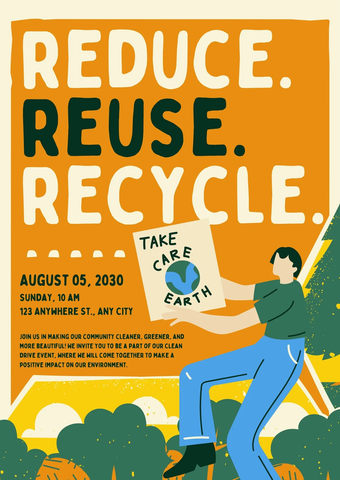 REDUCE.
REUSE.
RECYCLE.
TAKE
CARE
EARTH
AUGUST 05, 2030
SUNDAY, 10 AM
123 ANYWHERE ST., ANY CITY
JOIN US IN MAKING OUR COMMUNITY CLEANER, GREENER, AND
MORE BEAUTIFUL! WE INVITE YOU TO BE A PART OF OUR CLEAN
DRIVE EVENT, WHERE WE WILL COME TOGETHER TO MAKE A
POSITIVE IMPACT ON OUR ENVIRONMENT.